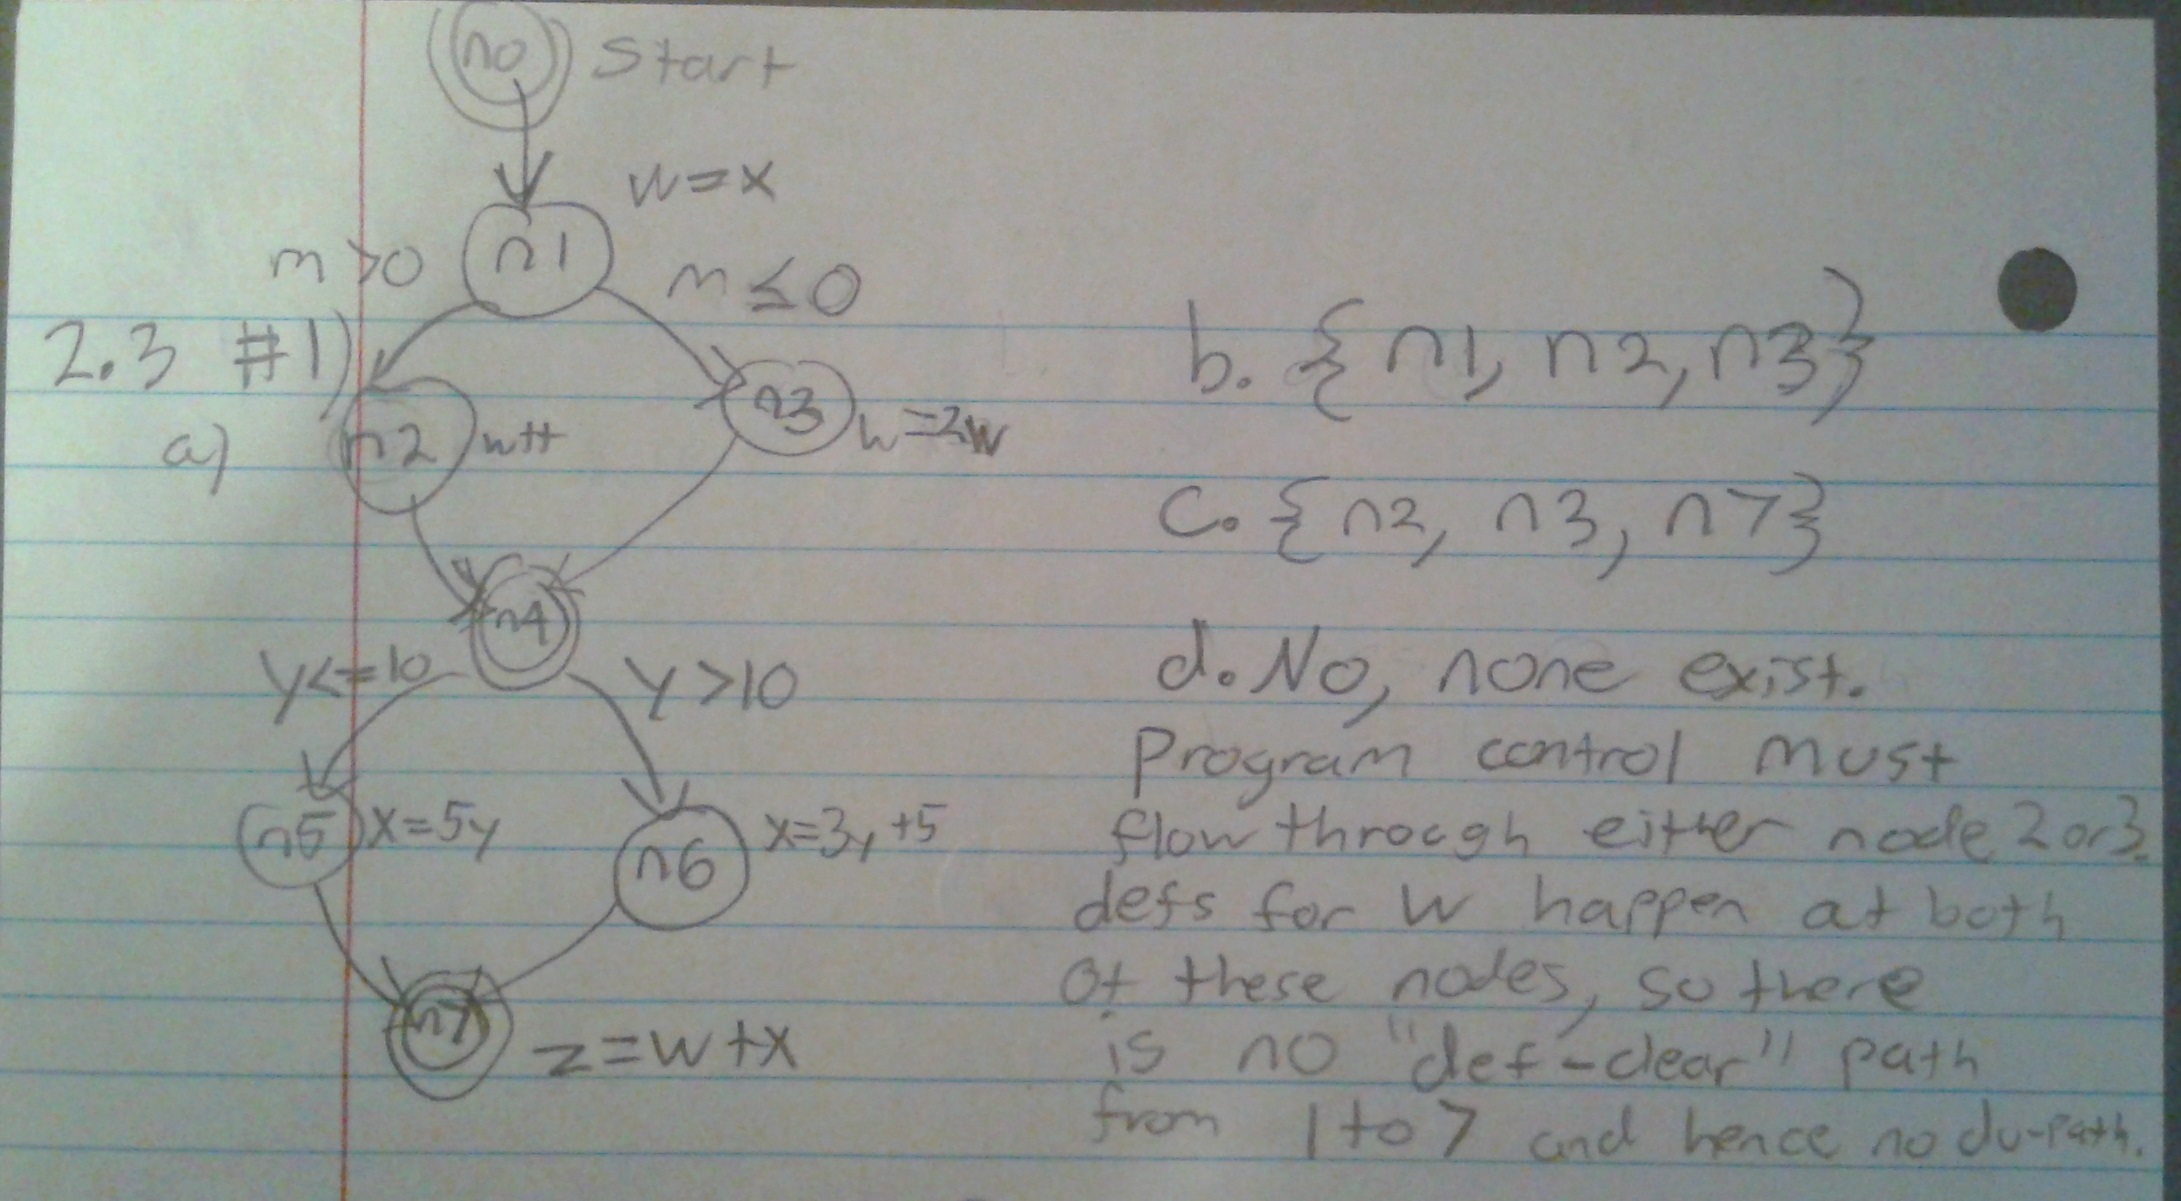 n0 Start
w=x
2.3 #1) m>0 n1 m≤0
a) n2 w++ n3 w=2w
n4
y<=10 y>10
n5 x=5y n6 x=3y+5
n7 z=w+x
b. {n1, n2, n3}
c. {n2, n3, n7}
d. No, none exist.
Program control must
flow through either node 2 or 3.
defs for w happen at both
of these nodes, so there
is no "def-clear" path
from 1 to 7 and hence no du-path.